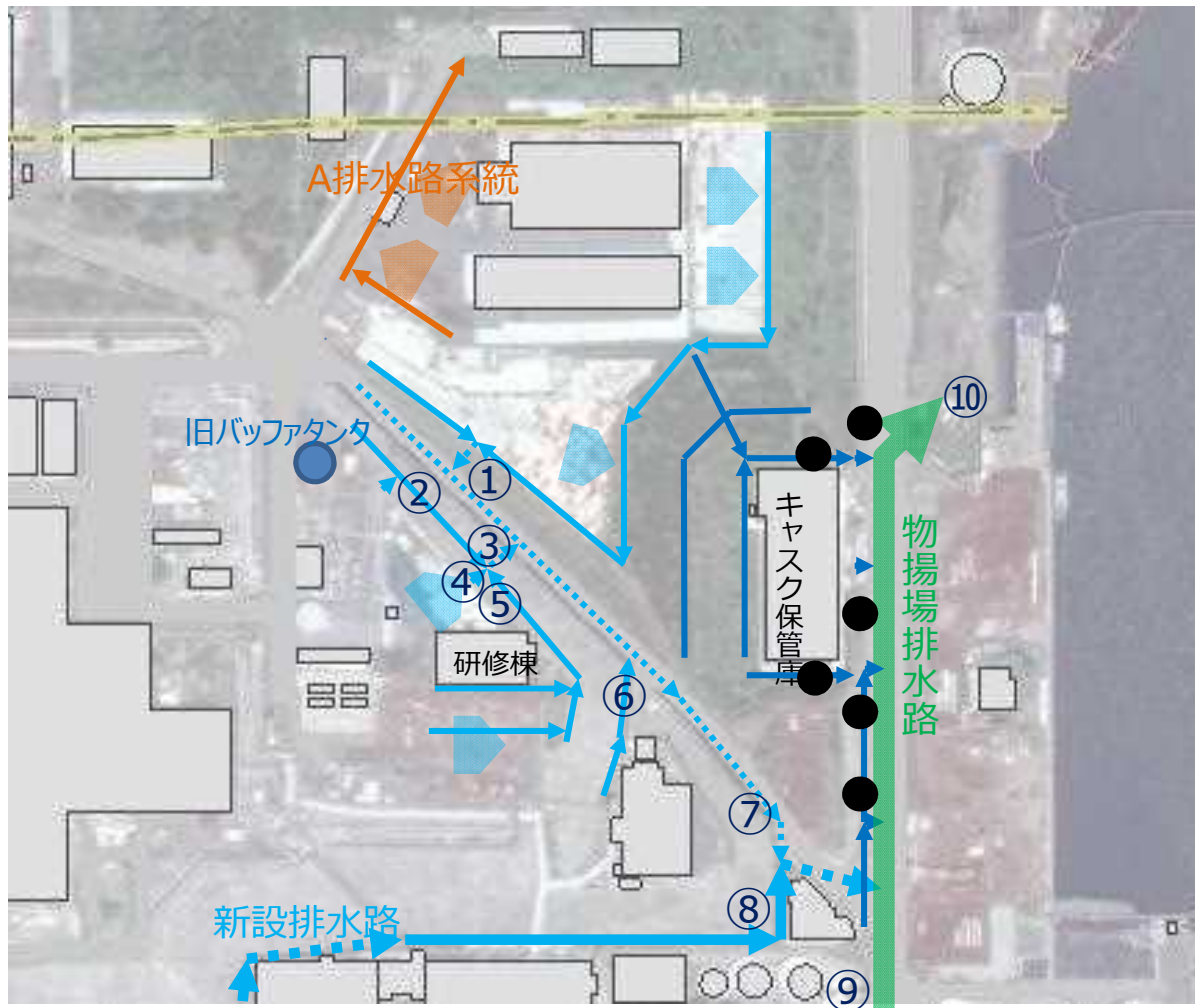 A排水路系統
⑩
旧バッファタンク
①
②
キャスク保管庫
物揚場排水路
③
④
⑤
研修棟
⑥
⑦
⑧
新設排水路
⑨